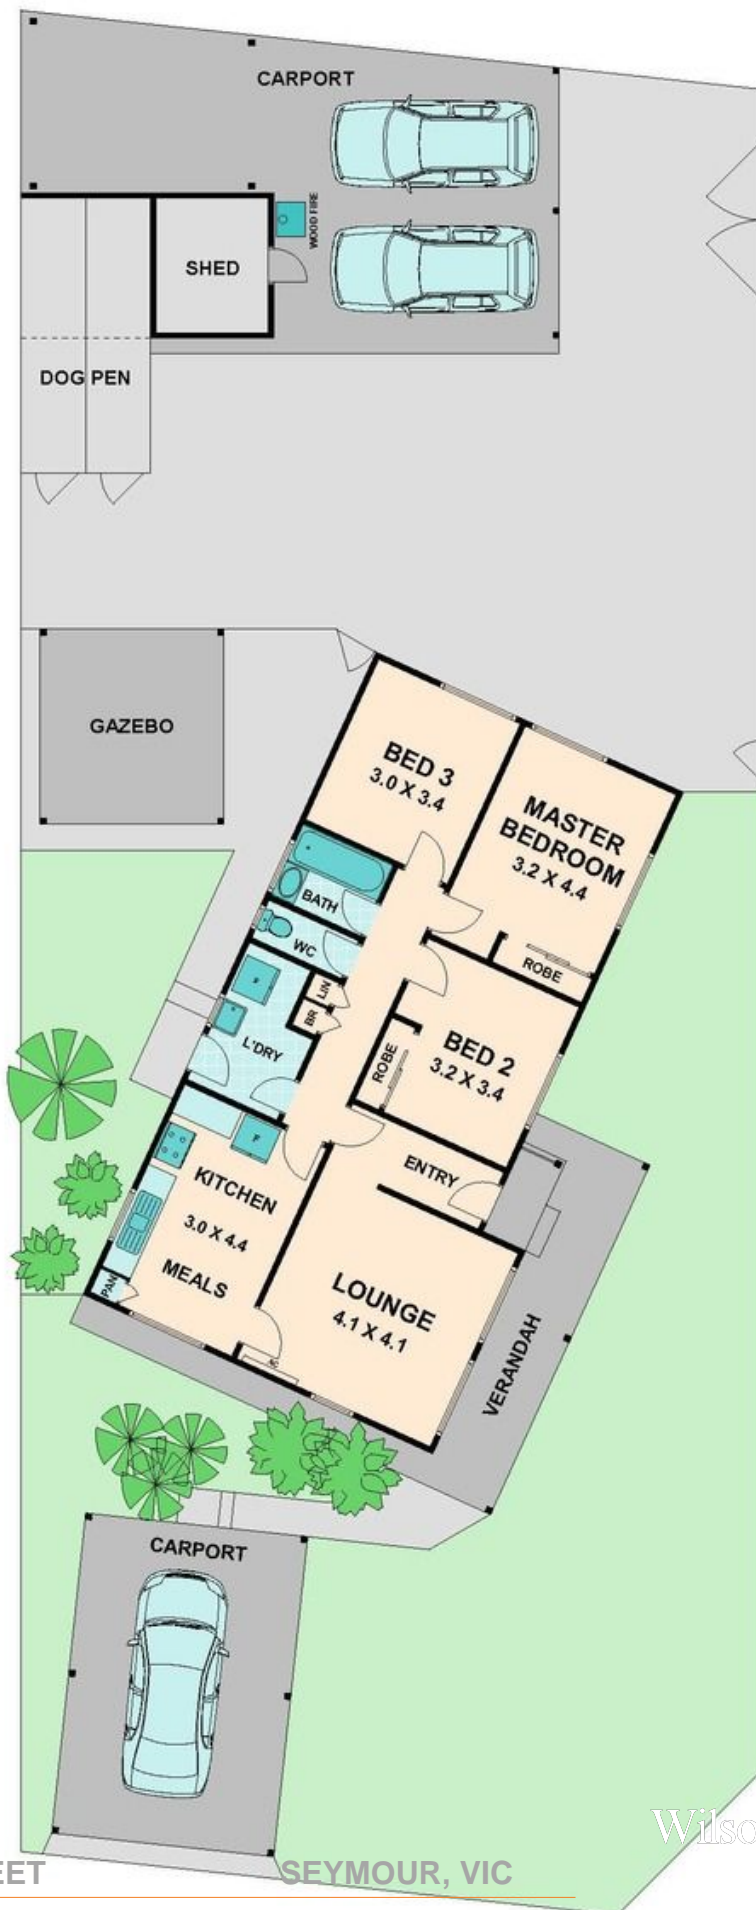 CARPORT
WOOD FIRE
SHED
DOG PEN
GAZEBO
BED 3
3.0 X 3.4
MASTER
BEDROOM
3.2 X 4.4
BATH
WC
ROBE
LIN
BR
L'DRY
ROBE
BED 2
3.2 X 3.4
F
KITCHEN
3.0 X 4.4
MEALS
PAN
ENTRY
LOUNGE
4.1 X 4.1
VERANDAH
CARPORT
Wilso
EET
SEYMOUR, VIC